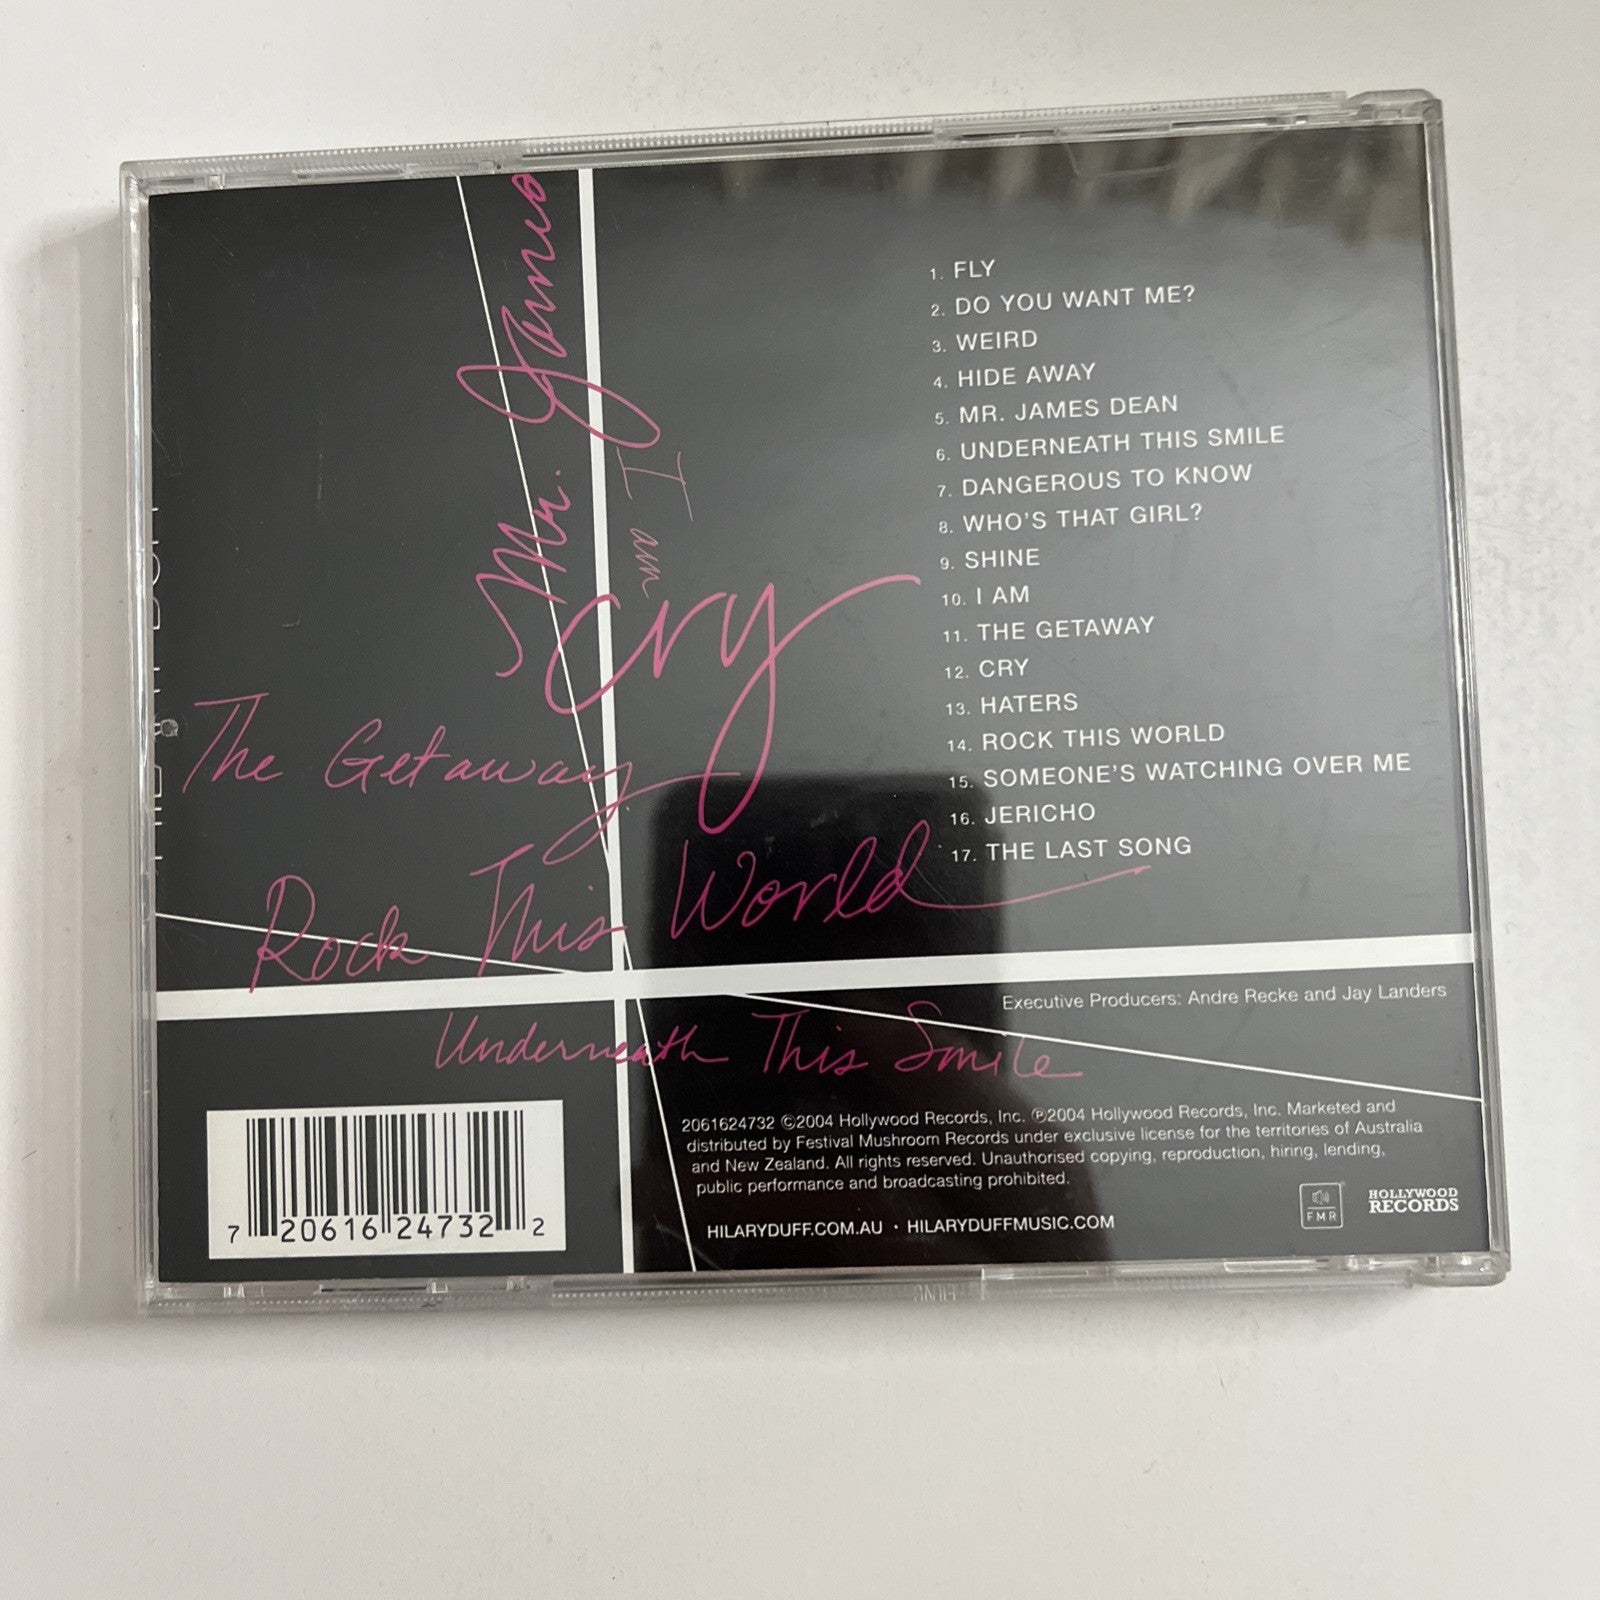 Mr. James
I am
cry
The Getaway
Rock This World
Underneath This Smile
1. FLY
2. DO YOU WANT ME?
3. WEIRD
4. HIDE AWAY
5. MR. JAMES DEAN
6. UNDERNEATH THIS SMILE
7. DANGEROUS TO KNOW
8. WHO'S THAT GIRL?
9. SHINE
10. I AM
11. THE GETAWAY
12. CRY
13. HATERS
14. ROCK THIS WORLD
15. SOMEONE'S WATCHING OVER ME
16. JERICHO
17. THE LAST SONG
Executive Producers: Andre Recke and Jay Landers
2061624732 ©2004 Hollywood Records, Inc. ℗2004 Hollywood Records, Inc. Marketed and
distributed by Festival Mushroom Records under exclusive license for the territories of Australia
and New Zealand. All rights reserved. Unauthorised copying, reproduction, hiring, lending,
public performance and broadcasting prohibited.
HILARYDUFF.COM.AU · HILARYDUFFMUSIC.COM
FMR
HOLLYWOOD
RECORDS
7 20616 24732 2